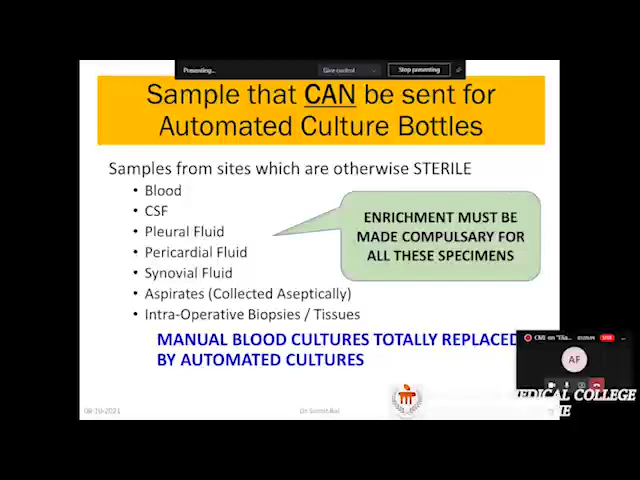 Presenting...
Give control
Stop presenting
Sample that CAN be sent for
Automated Culture Bottles
Samples from sites which are otherwise STERILE
• Blood
• CSF
• Pleural Fluid
• Pericardial Fluid
• Synovial Fluid
• Aspirates (Collected Aseptically)
• Intra-Operative Biopsies / Tissues
ENRICHMENT MUST BE
MADE COMPULSARY FOR
ALL THESE SPECIMENS
MANUAL BLOOD CULTURES TOTALLY REPLACED
BY AUTOMATED CULTURES
CME on
AF
08-10-2021
MEDICAL COLLEGE